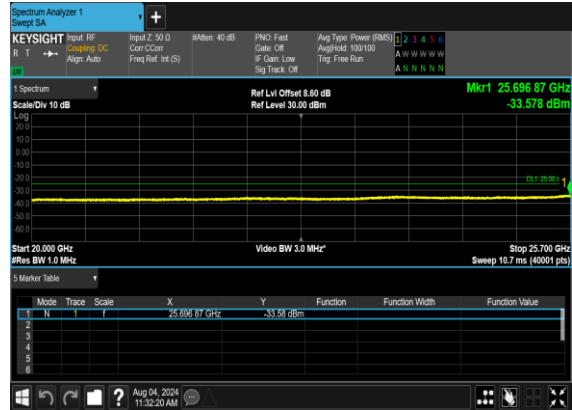 Spectrum Analyzer 1
Swept SA
+
KEYSIGHT Input: RF Input Z: 50 Ω #Atten: 40 dB PNO: Fast Avg Type: Power (RMS) 1 2 3 4 5 6
R T Coupling: DC Corr CCorr Gate: Off Avg|Hold: 100/100 A W W W W W
Align: Auto Freq Ref: Int (S) IF Gain: Low Trig: Free Run
Sig Track: Off A N N N N N
1 Spectrum Ref Lvl Offset 8.60 dB Mkr1 25.696 87 GHz
Scale/Div 10 dB Ref Level 30.00 dBm -33.578 dBm
Log
20.0
10.0
0.00
-10.0
-20.0
DL1 -25.00 1
-30.0
-40.0
-50.0
-60.0
Start 20.000 GHz Video BW 3.0 MHz* Stop 25.700 GHz
#Res BW 1.0 MHz Sweep 10.7 ms (40001 pts)
5 Marker Table
Mode Trace Scale X Y Function Function Width Function Value
1 N 1 f 25.696 87 GHz -33.58 dBm
2
3
4
5
6
? Aug 04, 2024
11:32:20 AM